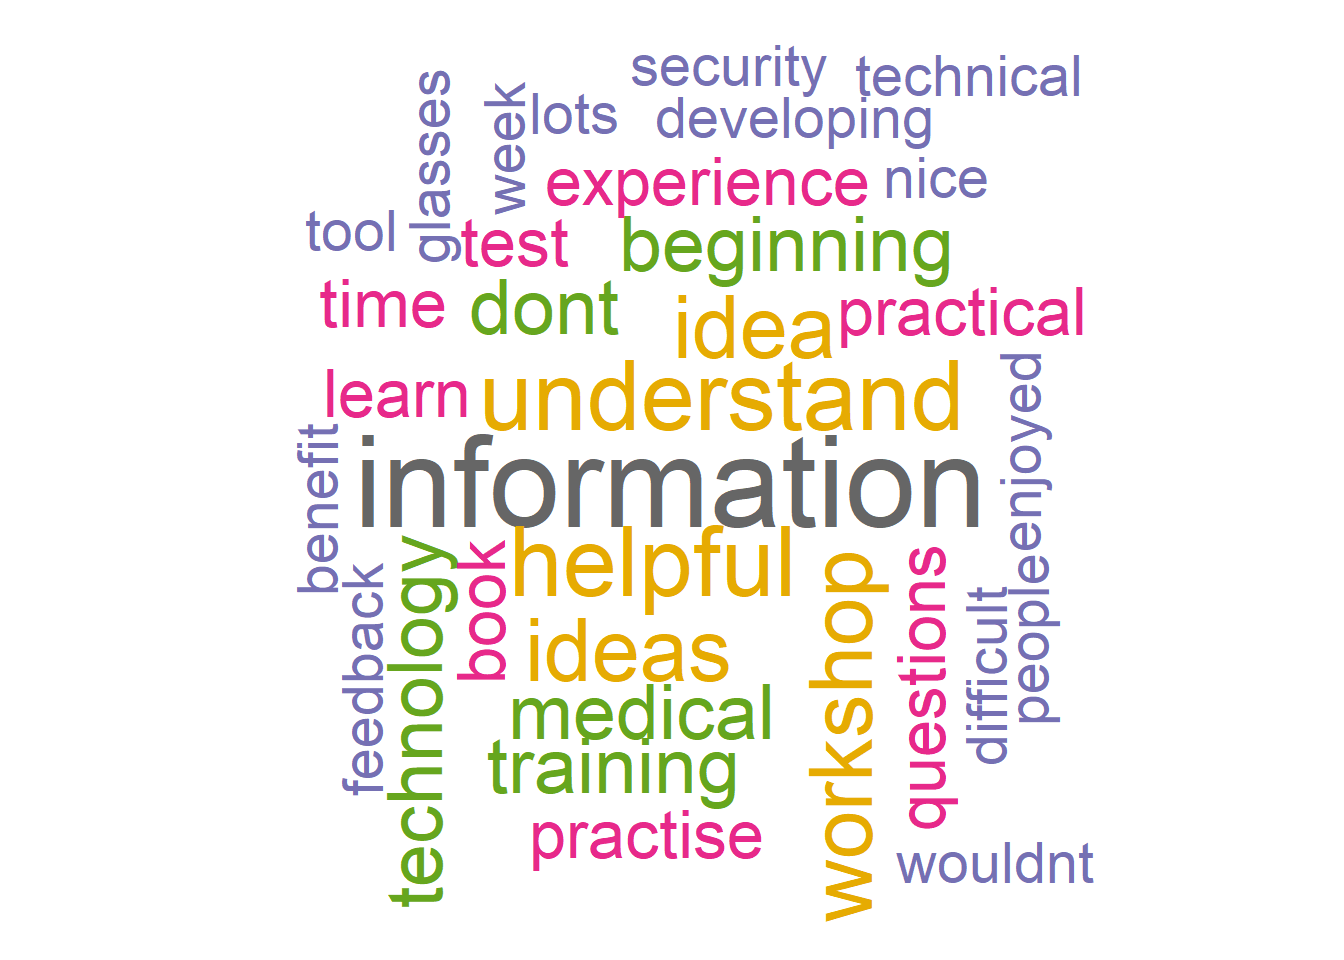 security
technical
glasses
week
lots
developing
experience
nice
tool
test
beginning
time
dont
idea
practical
learn
understand
enjoyed
benefit
information
feedback
technology
book
helpful
workshop
questions
difficult
people
ideas
medical
training
practise
wouldnt